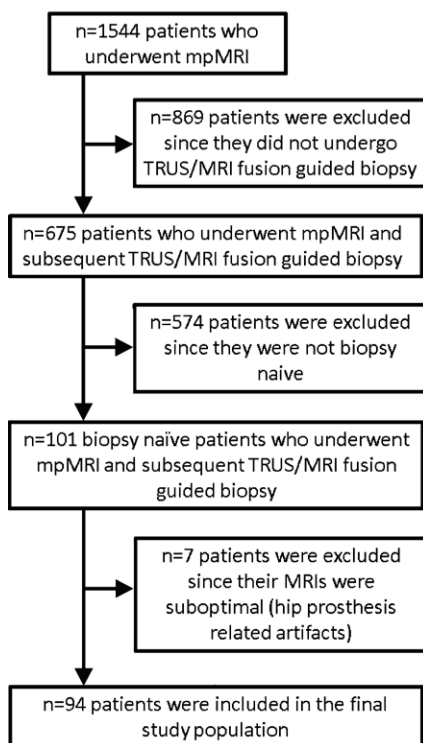 n=1544 patients who
underwent mpMRI
n=869 patients were excluded
since they did not undergo
TRUS/MRI fusion guided biopsy
n=675 patients who underwent mpMRI and
subsequent TRUS/MRI fusion guided biopsy
n=574 patients were excluded
since they were not biopsy
naive
n=101 biopsy naïve patients who underwent
mpMRI and subsequent TRUS/MRI fusion
guided biopsy
n=7 patients were excluded
since their MRIs were
suboptimal (hip prosthesis
related artifacts)
n=94 patients were included in the final
study population